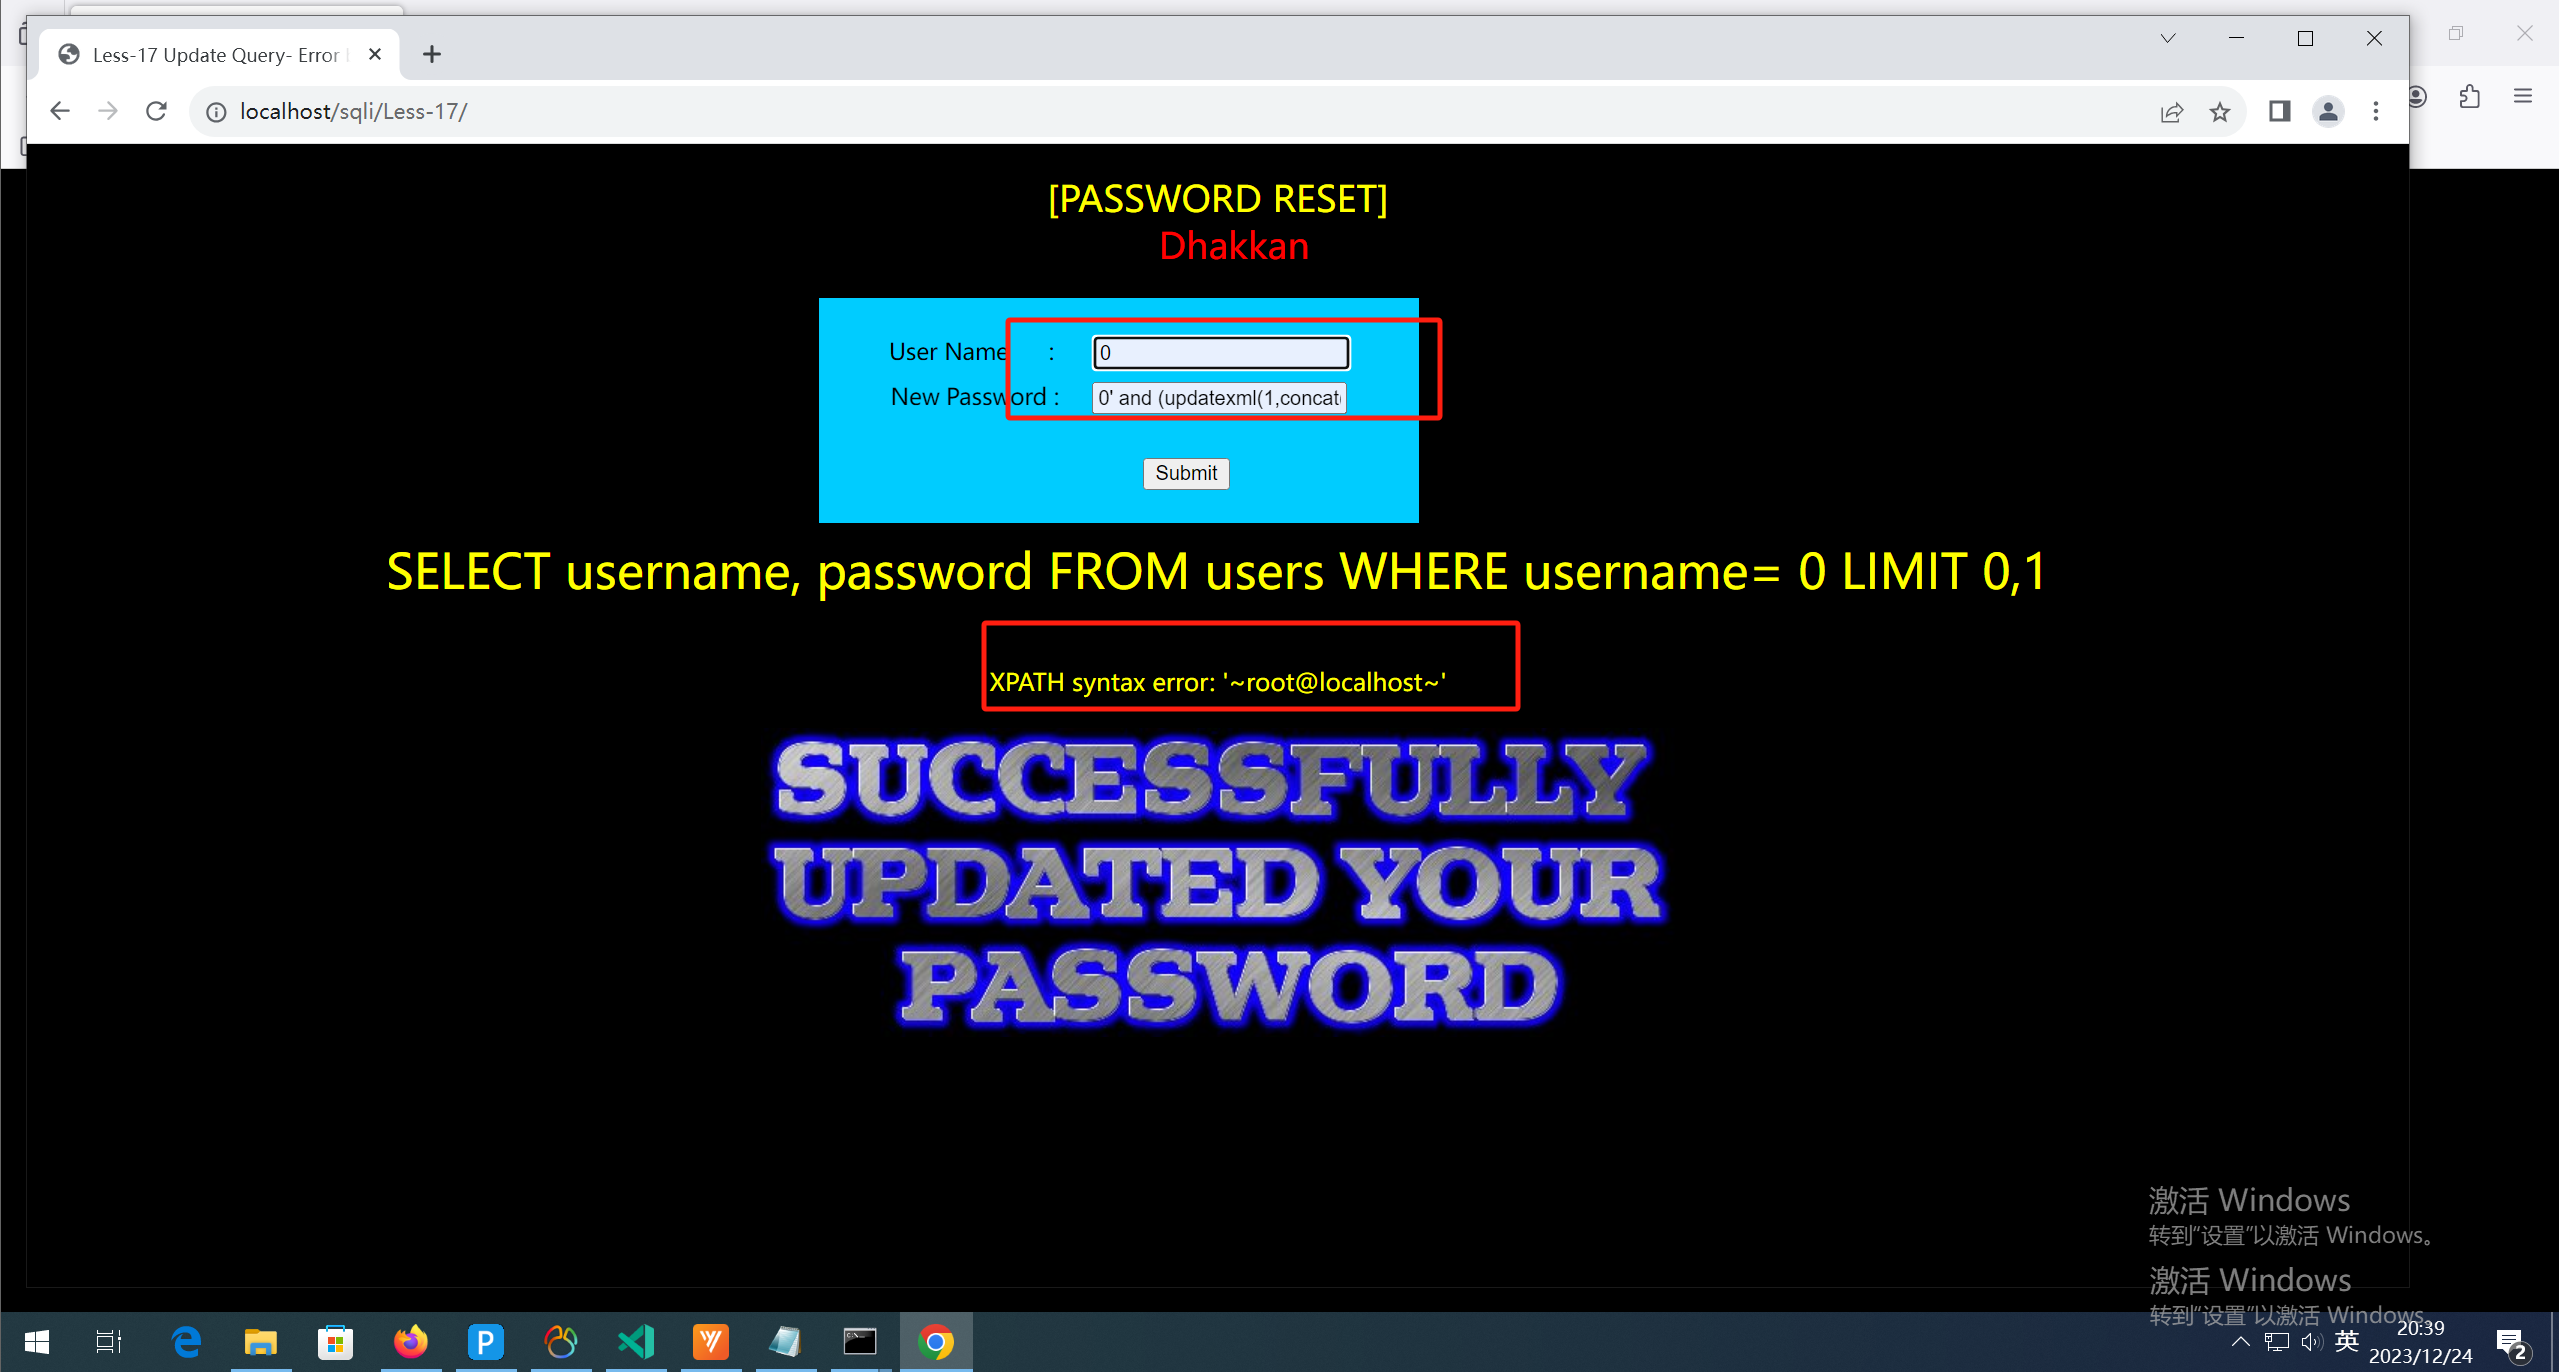 Less-17 Update Query- Error
localhost/sqli/Less-17/
[PASSWORD RESET]
Dhakkan
User Name :
0
New Password :
0' and (updatexml(1,concat(
Submit
SELECT username, password FROM users WHERE username= 0 LIMIT 0,1
XPATH syntax error: '~root@localhost~'
SUCCESSFULLY
UPDATED YOUR
PASSWORD
激活 Windows
转到“设置”以激活 Windows。
激活 Windows
转到“设置”以激活 Windows。
英
20:39
2023/12/24
2